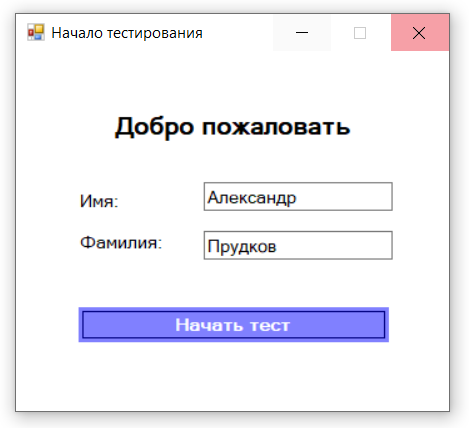 Начало тестирования
Добро пожаловать
Имя: Александр
Фамилия: Прудков
Начать тест